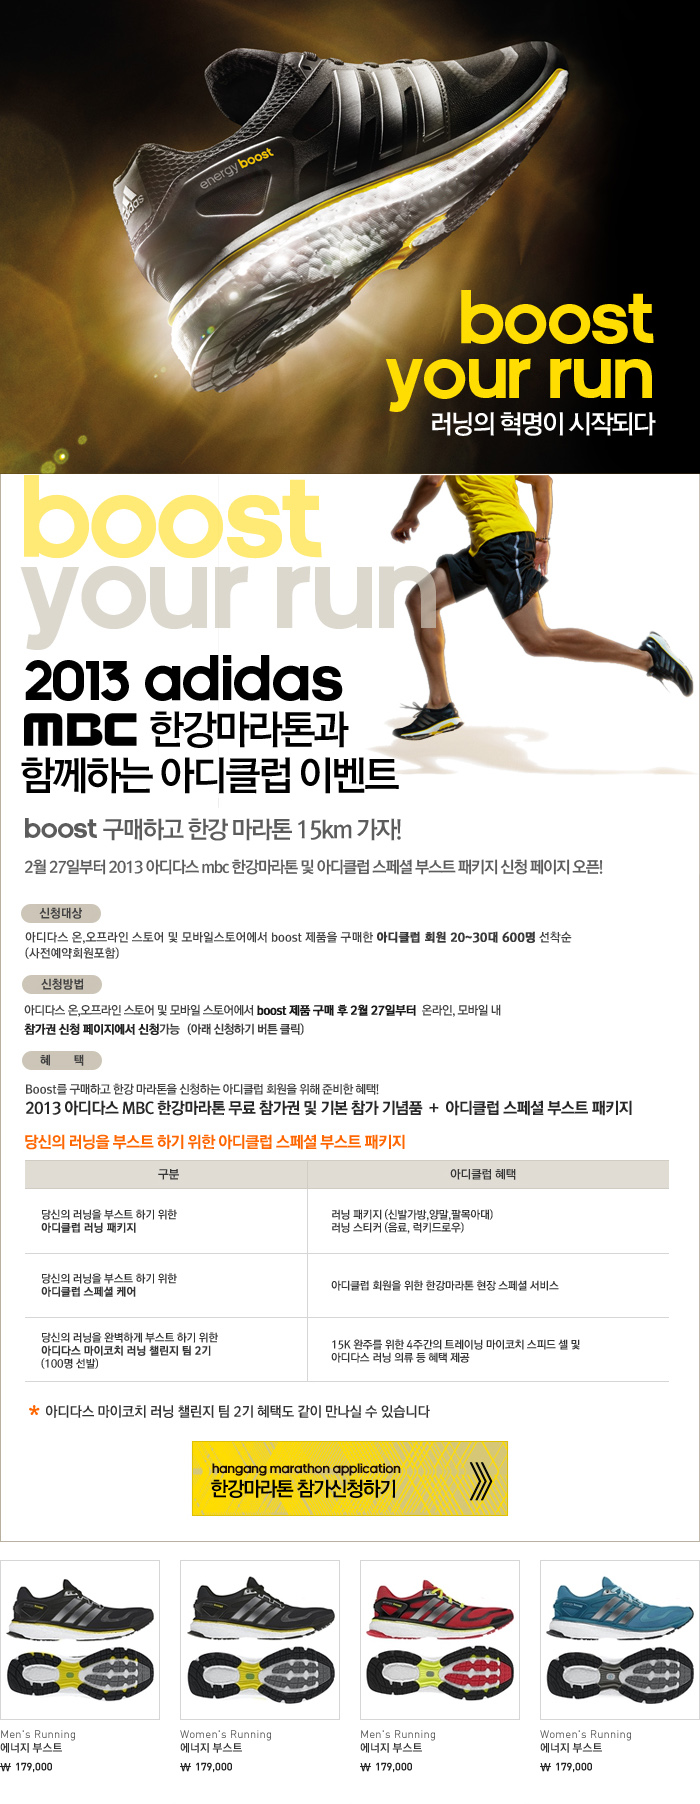 adidas
energy boost
boost
your run
러닝의 혁명이 시작되다
boost
your run
2013 adidas
MBC 한강마라톤과
함께하는 아디클럽 이벤트
boost 구매하고 한강 마라톤 15km 가자!
2월 27일부터 2013 아디다스 mbc 한강마라톤 및 아디클럽 스페셜 부스트 패키지 신청 페이지 오픈!
신청대상
아디다스 온,오프라인 스토어 및 모바일스토어에서 boost 제품을 구매한 아디클럽 회원 20~30대 600명 선착순
(사전예약회원포함)
신청방법
아디다스 온,오프라인 스토어 및 모바일 스토어에서 boost 제품 구매 후 2월 27일부터 온라인, 모바일 내
참가권 신청 페이지에서 신청가능 (아래 신청하기 버튼 클릭)
혜 택
Boost를 구매하고 한강 마라톤을 신청하는 아디클럽 회원을 위해 준비한 혜택!
2013 아디다스 MBC 한강마라톤 무료 참가권 및 기본 참가 기념품 + 아디클럽 스페셜 부스트 패키지
당신의 러닝을 부스트 하기 위한 아디클럽 스페셜 부스트 패키지
구분 아디클럽 혜택
당신의 러닝을 부스트 하기 위한
아디클럽 러닝 패키지
러닝 패키지 (신발가방,양말,팔목아대)
러닝 스티커 (음료, 럭키드로우)
당신의 러닝을 부스트 하기 위한
아디클럽 스페셜 케어
아디클럽 회원을 위한 한강마라톤 현장 스페셜 서비스
당신의 러닝을 완벽하게 부스트 하기 위한
아디다스 마이코치 러닝 챌린지 팀 2기
(100명 선발)
15K 완주를 위한 4주간의 트레이닝 마이코치 스피드 셀 및
아디다스 러닝 의류 등 혜택 제공
* 아디다스 마이코치 러닝 챌린지 팀 2기 혜택도 같이 만나실 수 있습니다
hangang marathon application
한강마라톤 참가신청하기
Men's Running
에너지 부스트
₩ 179,000
Women's Running
에너지 부스트
₩ 179,000
Men's Running
에너지 부스트
₩ 179,000
Women's Running
에너지 부스트
₩ 179,000